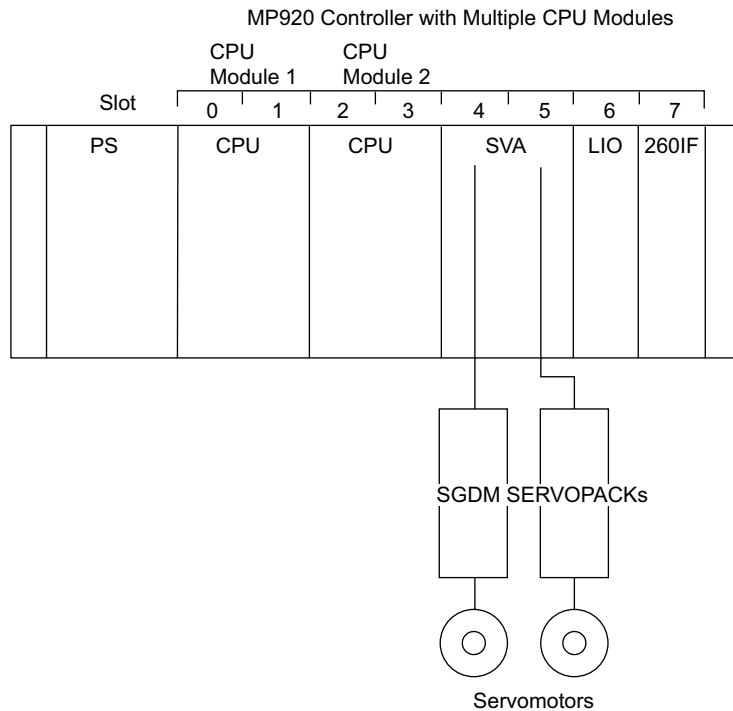 MP920 Controller with Multiple CPU Modules
CPU Module 1
CPU Module 2
Slot 0 1 2 3 4 5 6 7
PS CPU CPU SVA LIO 260IF
SGDM SERVOPACKs
Servomotors